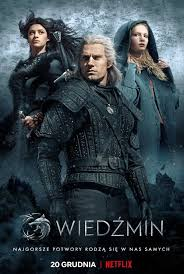 WIEDŹMIN
NAJGORSZE POTWORY RODZĄ SIĘ W NAS SAMYCH
20 GRUDNIA | NETFLIX